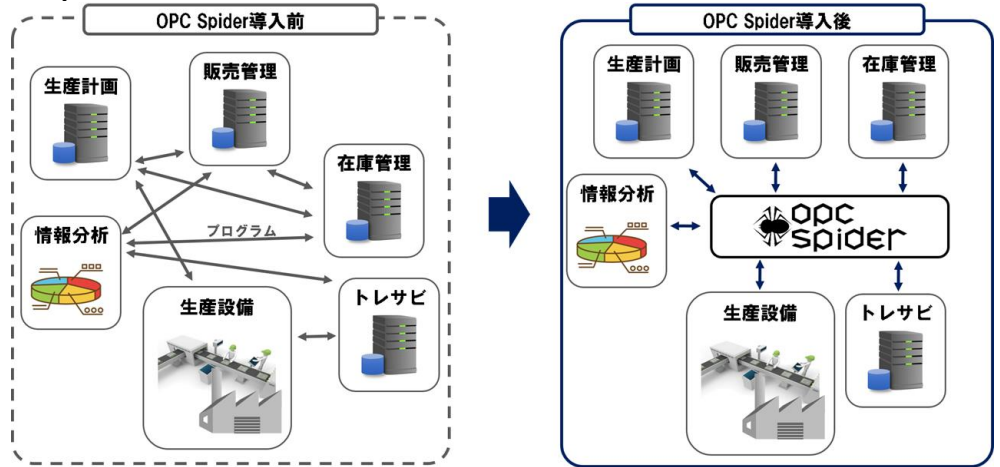 OPC Spider導入前
生産計画
販売管理
在庫管理
情報分析
プログラム
生産設備
トレサビ
OPC Spider導入後
生産計画
販売管理
在庫管理
情報分析
opc
spider
生産設備
トレサビ